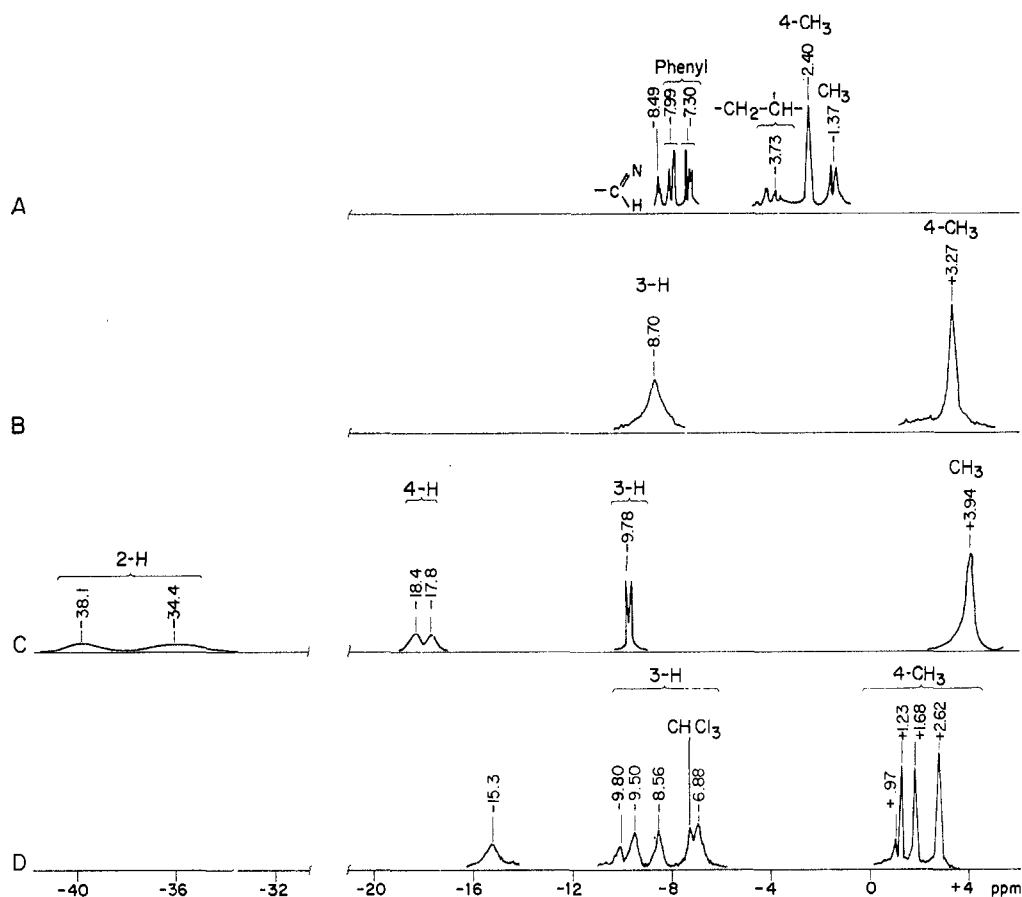 4-CH3
Phenyl
-8.49
7.99
-7.30
-CH2-CH-
-3.73
-2.40
CH3
-1.37
-C
N
H
A
4-CH3
3-H
-8.70
+3.27
B
4-H
3-H
CH3
2-H
-38.1
-34.4
-18.4
-17.8
-9.78
+3.94
C
3-H
4-CH3
CHCl3
-15.3
-9.80
-9.50
-8.56
-6.88
+.97
+1.23
+1.68
+2.62
D
-40 -36 -32 -20 -16 -12 -8 -4 0 +4 ppm